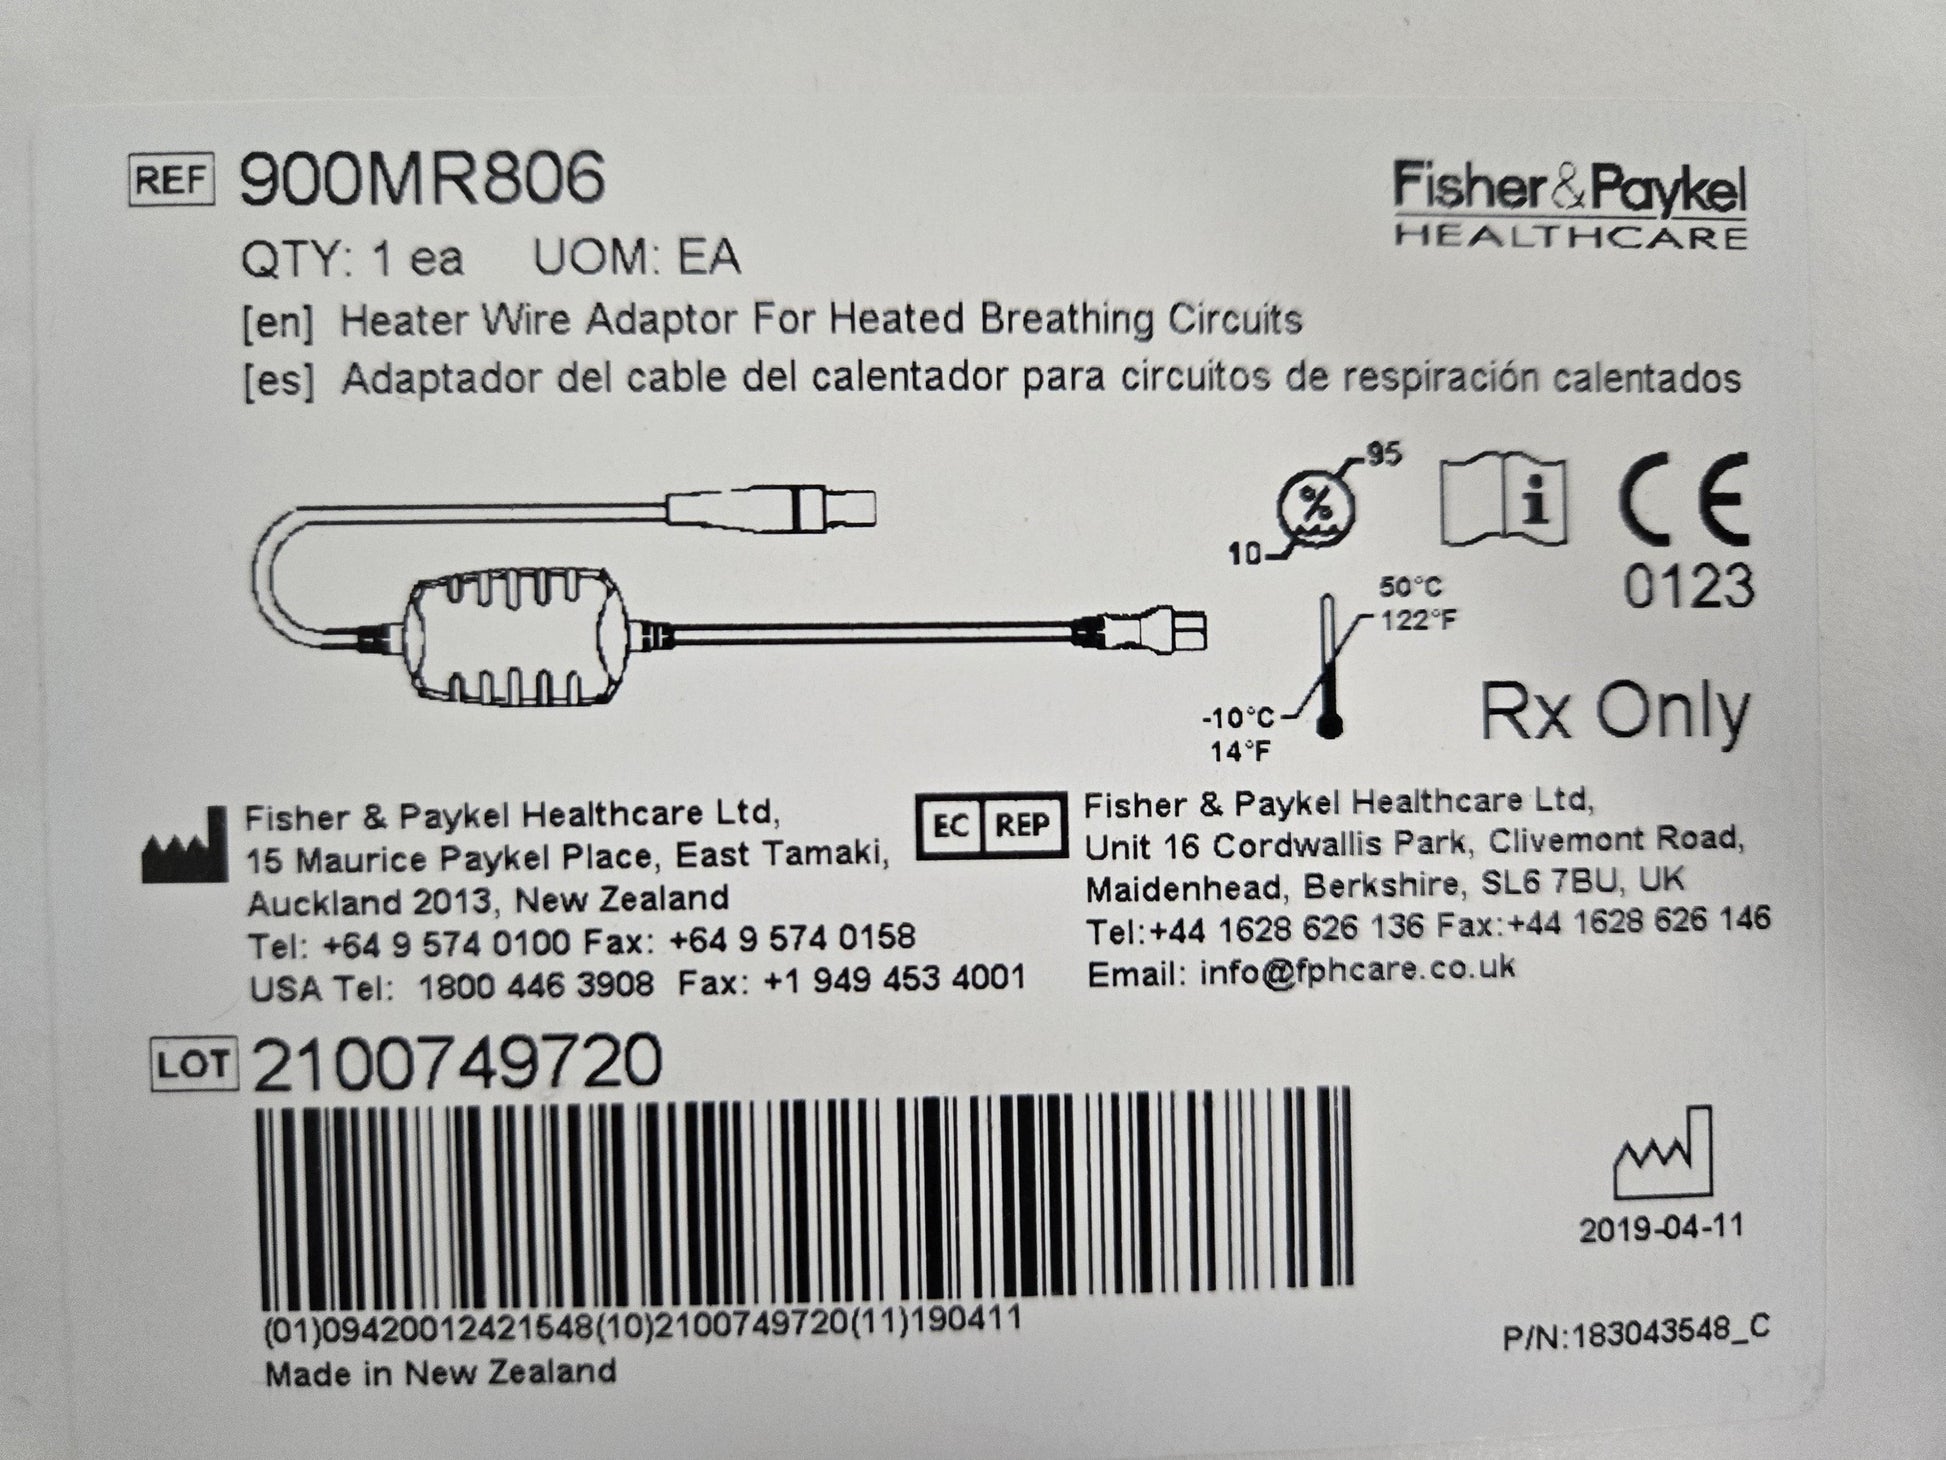 REF 900MR806
Fisher&Paykel
HEALTHCARE
QTY: 1 ea UOM: EA
[en] Heater Wire Adaptor For Heated Breathing Circuits
[es] Adaptador del cable del calentador para circuitos de respiración calentados
95
%
10
i
CE
0123
50°C
122°F
-10°C
14°F
Rx Only
Fisher & Paykel Healthcare Ltd,
15 Maurice Paykel Place, East Tamaki,
Auckland 2013, New Zealand
Tel: +64 9 574 0100 Fax: +64 9 574 0158
USA Tel: 1800 446 3908 Fax: +1 949 453 4001
EC REP
Fisher & Paykel Healthcare Ltd,
Unit 16 Cordwallis Park, Clivemont Road,
Maidenhead, Berkshire, SL6 7BU, UK
Tel:+44 1628 626 136 Fax:+44 1628 626 146
Email: info@fphcare.co.uk
LOT 2100749720
(01)09420012421548(10)2100749720(11)190411
Made in New Zealand
2019-04-11
P/N:183043548_C